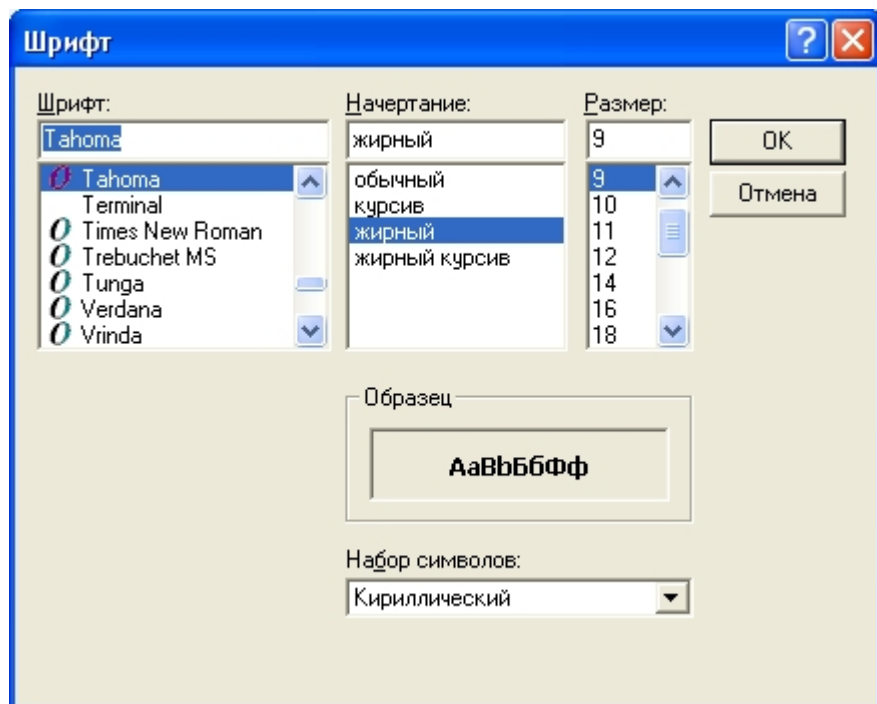 Шрифт
Шрифт:
Tahoma
Tahoma
Terminal
Times New Roman
Trebuchet MS
Tunga
Verdana
Vrinda
Начертание:
жирный
обычный
курсив
жирный
жирный курсив
Размер:
9
9
10
11
12
14
16
18
OK
Отмена
Образец
АаВbБбФф
Набор символов:
Кириллический